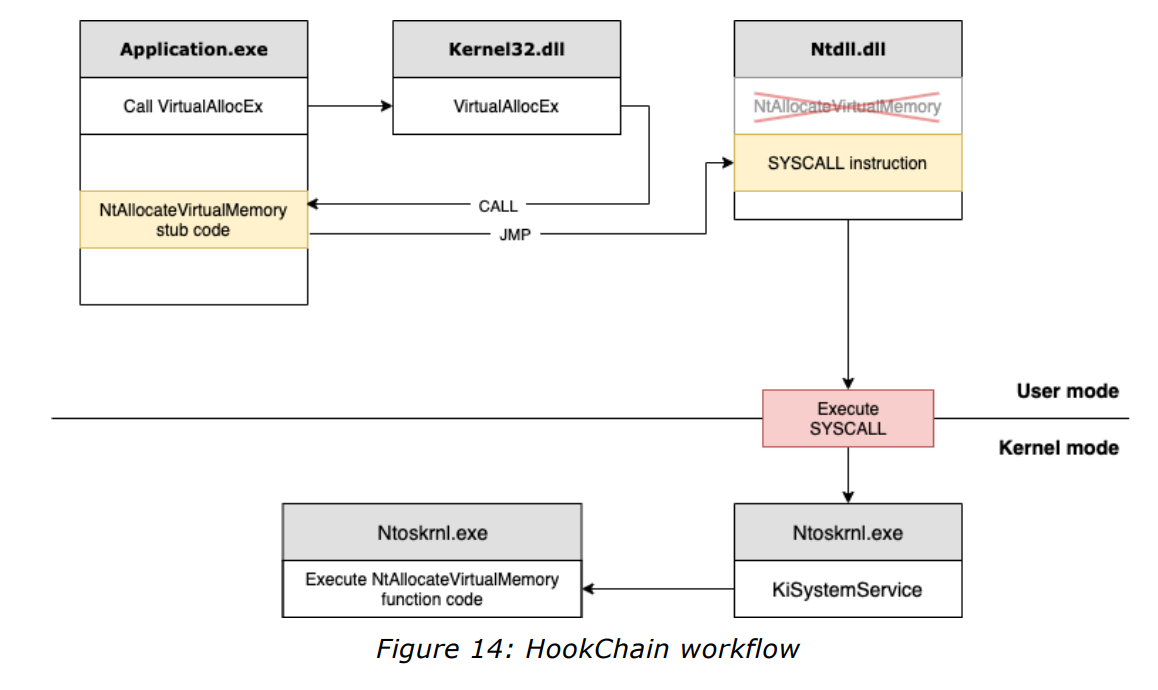 Application.exe
Kernel32.dll
Ntdll.dll
Call VirtualAllocEx
VirtualAllocEx
NtAllocateVirtualMemory
SYSCALL instruction
NtAllocateVirtualMemory
stub code
CALL
JMP
User mode
Execute
SYSCALL
Kernel mode
Ntoskrnl.exe
Ntoskrnl.exe
Execute NtAllocateVirtualMemory
function code
KiSystemService
Figure 14: HookChain workflow